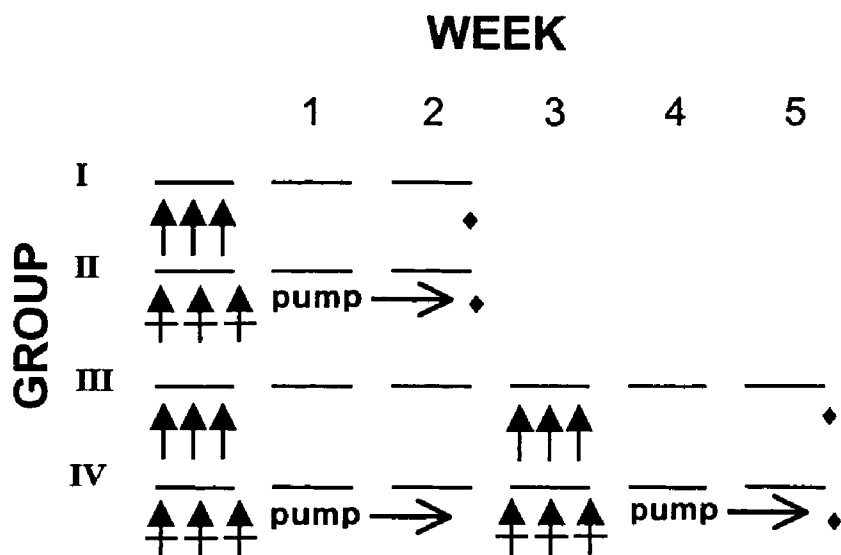 WEEK
1 2 3 4 5
GROUP
I
II
pump
III
IV
pump pump